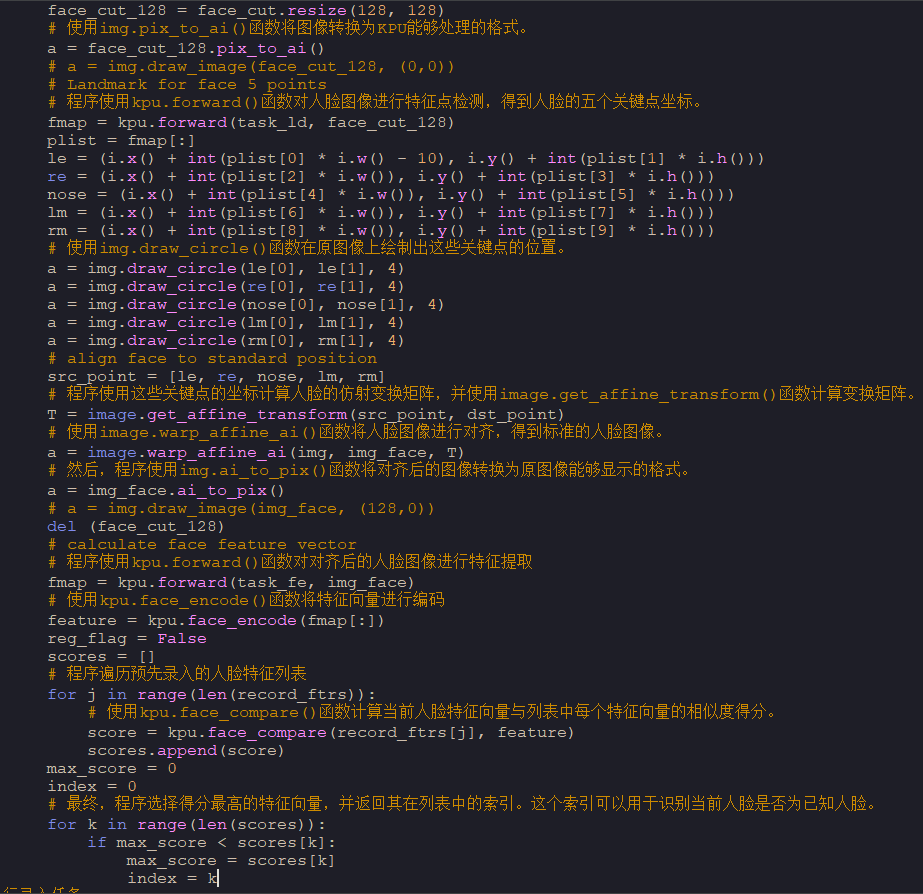 face_cut_128 = face_cut.resize(128, 128)
# 使用img.pix_to_ai()函数将图像转换为KPU能够处理的格式。
a = face_cut_128.pix_to_ai()
# a = img.draw_image(face_cut_128, (0,0))
# Landmark for face 5 points
# 程序使用kpu.forward()函数对人脸图像进行特征点检测，得到人脸的五个关键点坐标。
fmap = kpu.forward(task_ld, face_cut_128)
plist = fmap[:]
le = (i.x() + int(plist[0] * i.w() - 10), i.y() + int(plist[1] * i.h()))
re = (i.x() + int(plist[2] * i.w()), i.y() + int(plist[3] * i.h()))
nose = (i.x() + int(plist[4] * i.w()), i.y() + int(plist[5] * i.h()))
lm = (i.x() + int(plist[6] * i.w()), i.y() + int(plist[7] * i.h()))
rm = (i.x() + int(plist[8] * i.w()), i.y() + int(plist[9] * i.h()))
# 使用img.draw_circle()函数在原图像上绘制出这些关键点的位置。
a = img.draw_circle(le[0], le[1], 4)
a = img.draw_circle(re[0], re[1], 4)
a = img.draw_circle(nose[0], nose[1], 4)
a = img.draw_circle(lm[0], lm[1], 4)
a = img.draw_circle(rm[0], rm[1], 4)
# align face to standard position
src_point = [le, re, nose, lm, rm]
# 程序使用这些关键点的坐标计算人脸的仿射变换矩阵，并使用image.get_affine_transform()函数计算变换矩阵。
T = image.get_affine_transform(src_point, dst_point)
# 使用image.warp_affine_ai()函数将人脸图像进行对齐，得到标准的人脸图像。
a = image.warp_affine_ai(img, img_face, T)
# 然后，程序使用img.ai_to_pix()函数将对齐后的图像转换为原图像能够显示的格式。
a = img_face.ai_to_pix()
# a = img.draw_image(img_face, (128,0))
del (face_cut_128)
# calculate face feature vector
# 程序使用kpu.forward()函数对对齐后的人脸图像进行特征提取
fmap = kpu.forward(task_fe, img_face)
# 使用kpu.face_encode()函数将特征向量进行编码
feature = kpu.face_encode(fmap[:])
reg_flag = False
scores = []
# 程序遍历预先录入的人脸特征列表
for j in range(len(record_ftrs)):
# 使用kpu.face_compare()函数计算当前人脸特征向量与列表中每个特征向量的相似度得分。
score = kpu.face_compare(record_ftrs[j], feature)
scores.append(score)
max_score = 0
index = 0
# 最终，程序选择得分最高的特征向量，并返回其在列表中的索引。这个索引可以用于识别当前人脸是否为已知人脸。
for k in range(len(scores)):
if max_score < scores[k]:
max_score = scores[k]
index = k